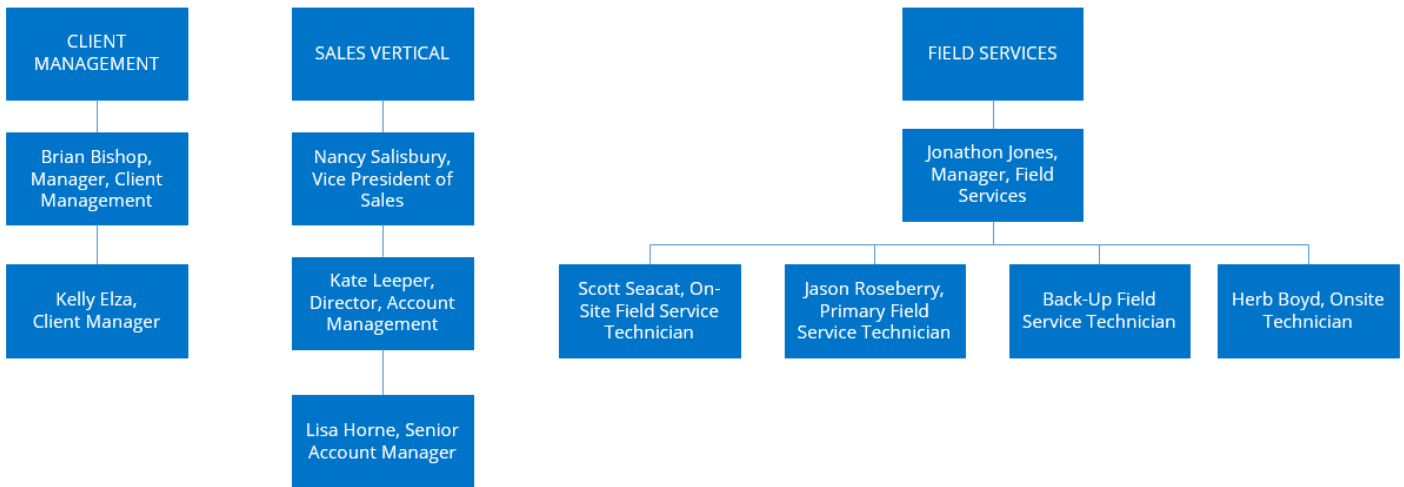 CLIENT
MANAGEMENT
Brian Bishop,
Manager, Client
Management
Kelly Elza,
Client Manager
SALES VERTICAL
Nancy Salisbury,
Vice President of
Sales
Kate Leeper,
Director, Account
Management
Lisa Horne, Senior
Account Manager
FIELD SERVICES
Jonathon Jones,
Manager, Field
Services
Scott Seacat, On-
Site Field Service
Technician
Jason Roseberry,
Primary Field
Service Technician
Back-Up Field
Service Technician
Herb Boyd, Onsite
Technician